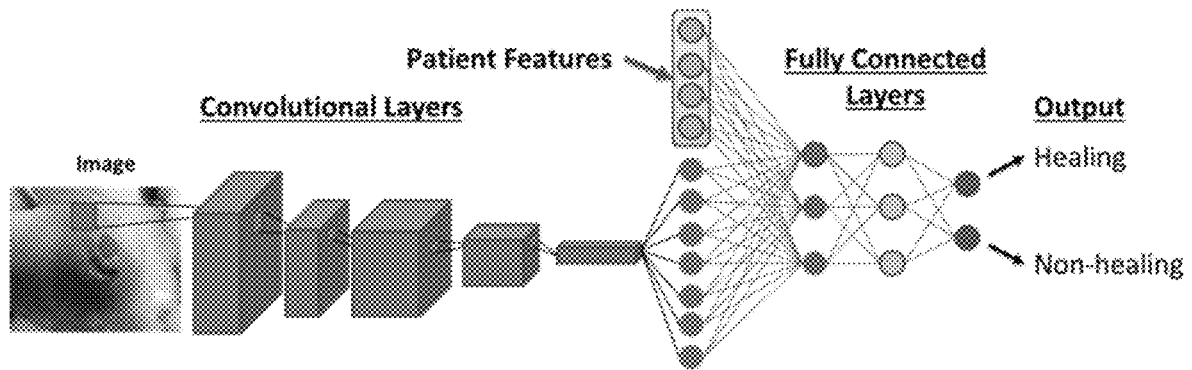 Patient Features
Fully Connected
Layers
Convolutional Layers
Output
Image
Healing
Non-healing